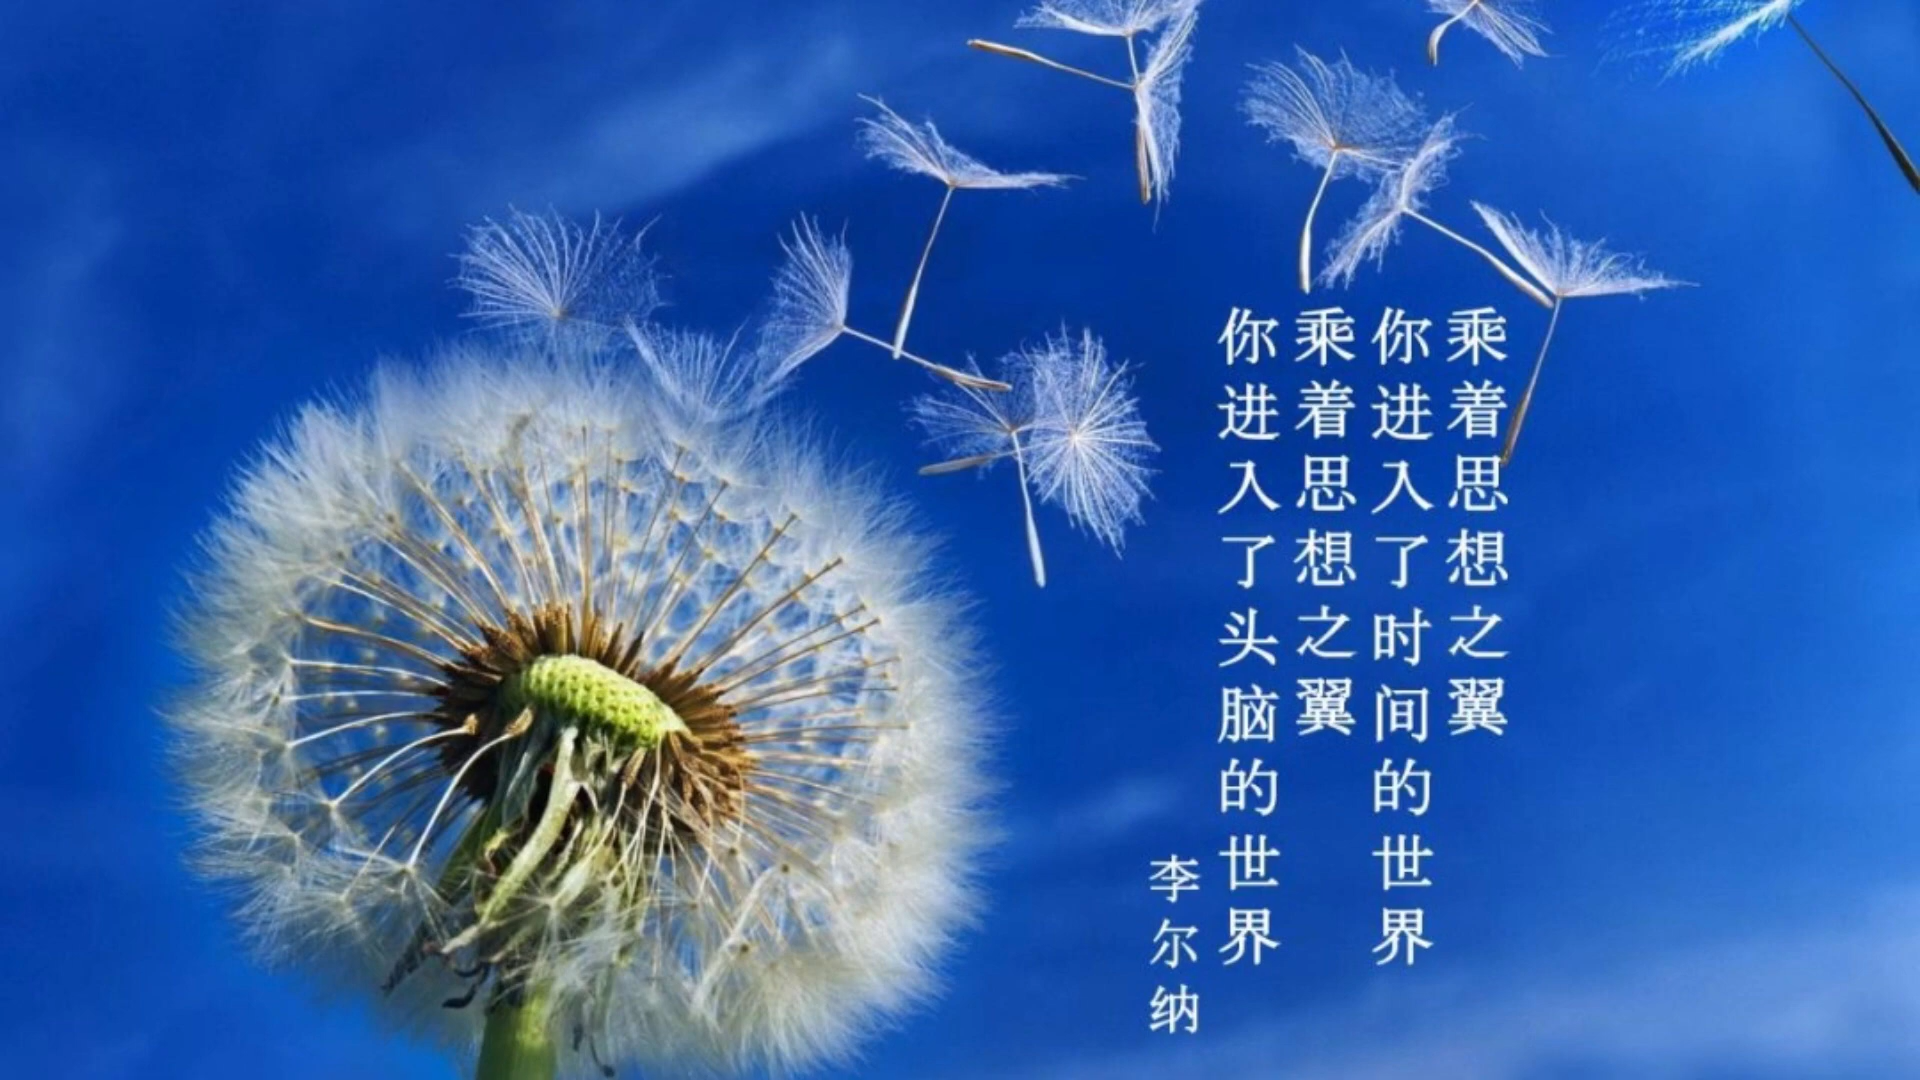 乘着思想之翼
你进入了时间的世界
乘着思想之翼
你进入了头脑的世界
李尔纳